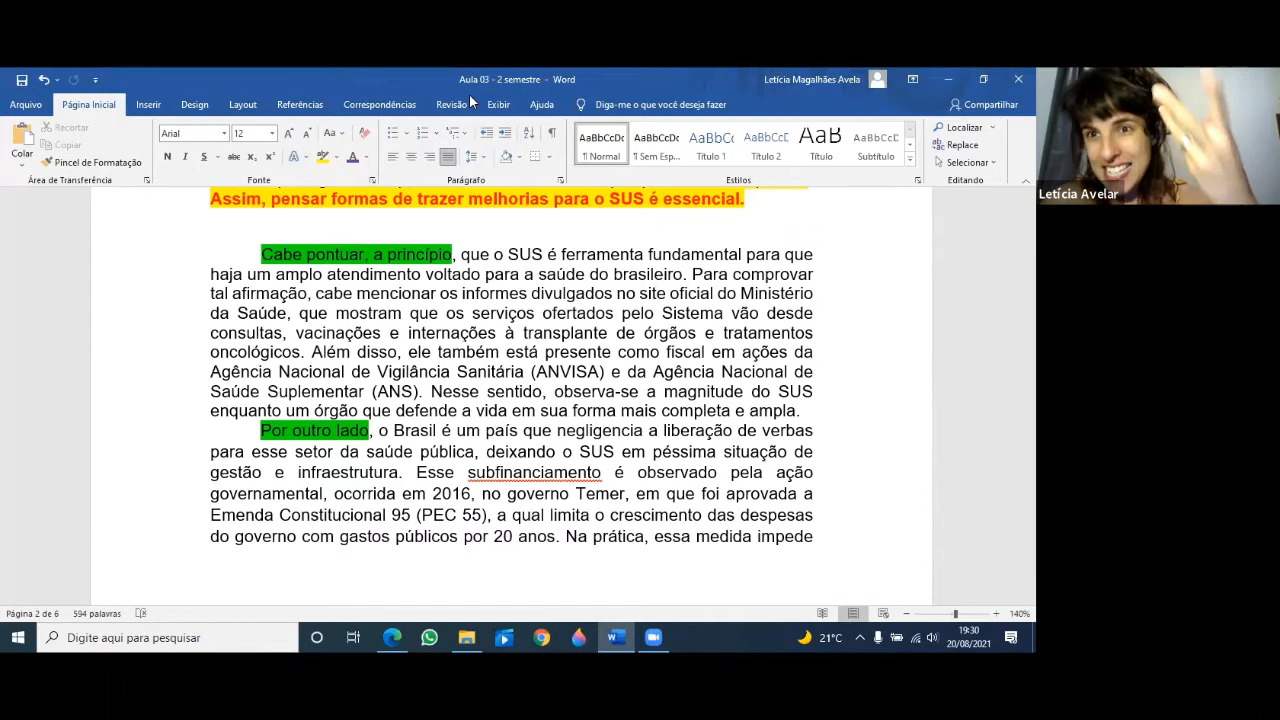 Aula 03 - 2 semestre - Word
Letícia Magalhães Avela
Arquivo
Página Inicial
Inserir
Design
Layout
Referências
Correspondências
Revisão
Exibir
Ajuda
Diga-me o que você deseja fazer
Compartilhar
Colar
Recortar
Copiar
Pincel de Formatação
Área de Transferência
Arial
12
Fonte
Parágrafo
AaBbCcDc
¶ Normal
AaBbCcDc
¶ Sem Esp...
AaBbC
Título 1
AaBbCcC
Título 2
AaB
Título
AaBbCcD
Subtítulo
Estilos
Localizar
Replace
Selecionar
Editando
Letícia Avelar
Assim, pensar formas de trazer melhorias para o SUS é essencial.
Cabe pontuar, a princípio, que o SUS é ferramenta fundamental para que
haja um amplo atendimento voltado para a saúde do brasileiro. Para comprovar
tal afirmação, cabe mencionar os informes divulgados no site oficial do Ministério
da Saúde, que mostram que os serviços ofertados pelo Sistema vão desde
consultas, vacinações e internações à transplante de órgãos e tratamentos
oncológicos. Além disso, ele também está presente como fiscal em ações da
Agência Nacional de Vigilância Sanitária (ANVISA) e da Agência Nacional de
Saúde Suplementar (ANS). Nesse sentido, observa-se a magnitude do SUS
enquanto um órgão que defende a vida em sua forma mais completa e ampla.
Por outro lado, o Brasil é um país que negligencia a liberação de verbas
para esse setor da saúde pública, deixando o SUS em péssima situação de
gestão e infraestrutura. Esse subfinanciamento é observado pela ação
governamental, ocorrida em 2016, no governo Temer, em que foi aprovada a
Emenda Constitucional 95 (PEC 55), a qual limita o crescimento das despesas
do governo com gastos públicos por 20 anos. Na prática, essa medida impede
Página 2 de 6
594 palavras
140%
Digite aqui para pesquisar
21°C
19:30
20/08/2021